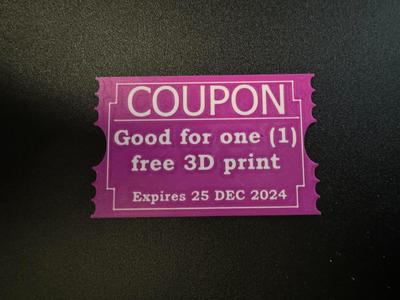 COUPON
Good for one (1)
free 3D print
Expires 25 DEC 2024